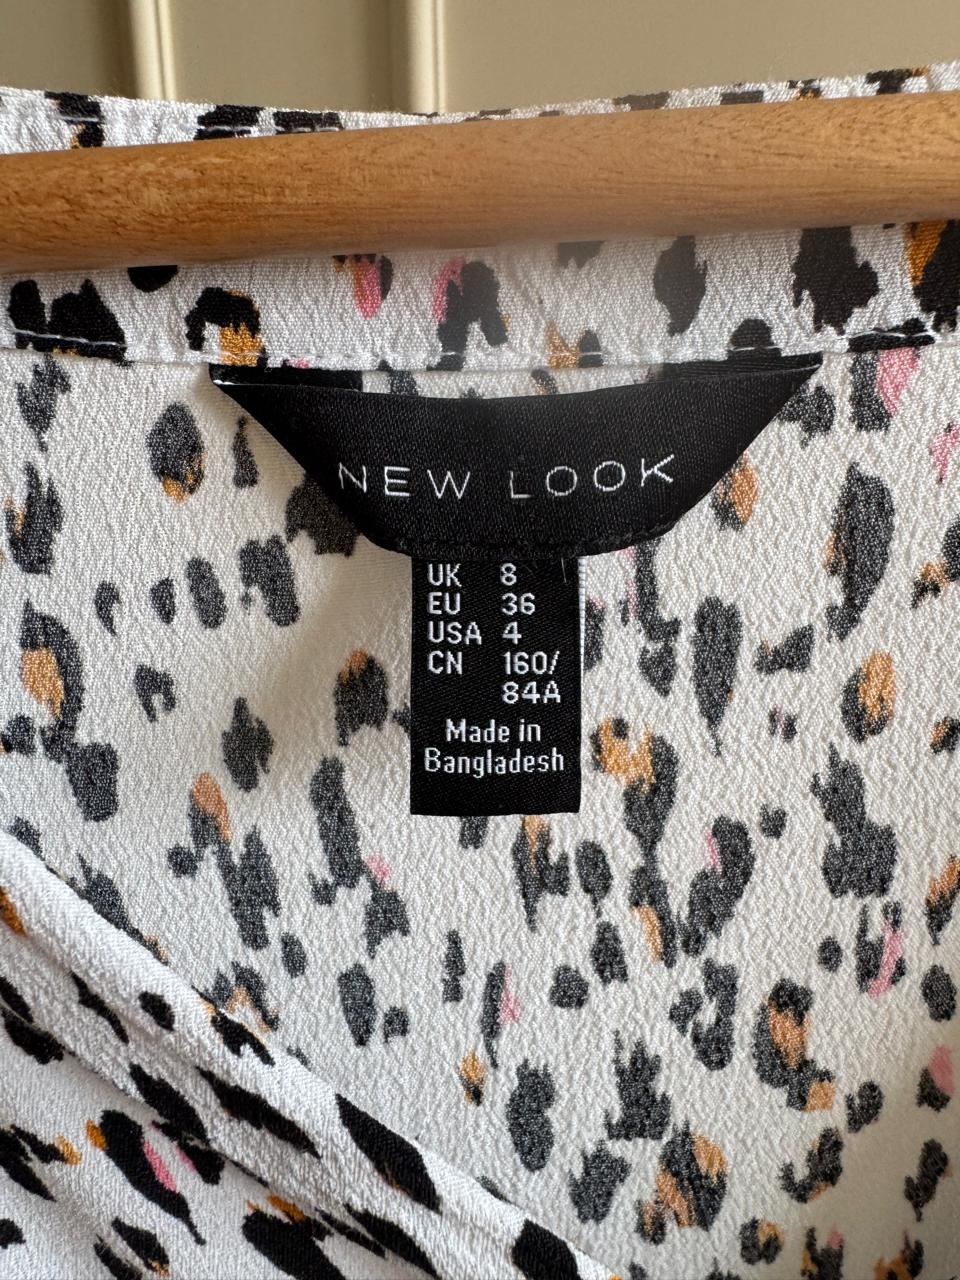 NEW LOOK
UK 8
EU 36
USA 4
CN 160/
84A
Made in
Bangladesh